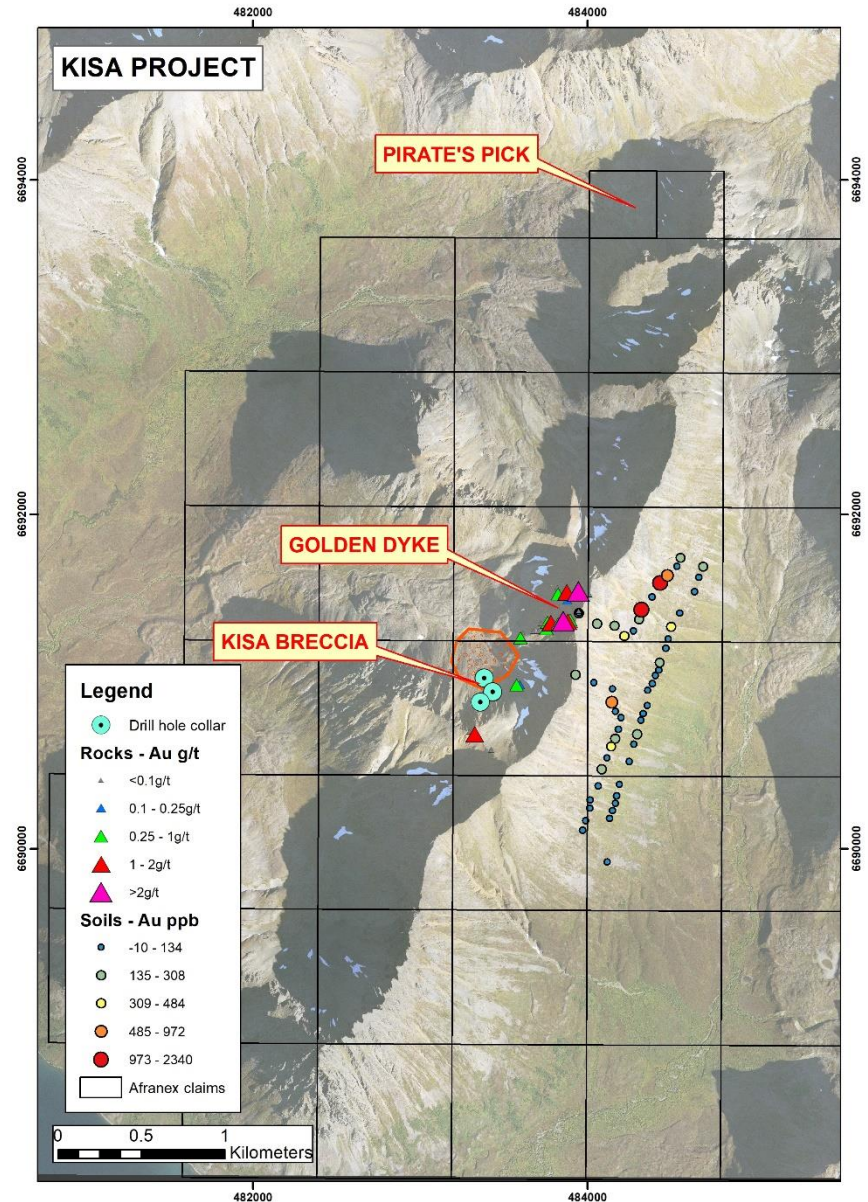 482000
484000
KISA PROJECT
PIRATE'S PICK
6694000
6694000
6692000
6692000
GOLDEN DYKE
KISA BRECCIA
Legend
Drill hole collar
Rocks - Au g/t
<0.1g/t
0.1 - 0.25g/t
0.25 - 1g/t
1 - 2g/t
>2g/t
Soils - Au ppb
-10 - 134
135 - 308
309 - 484
485 - 972
973 - 2340
Afranex claims
6690000
6690000
0 0.5 1
Kilometers
482000
484000